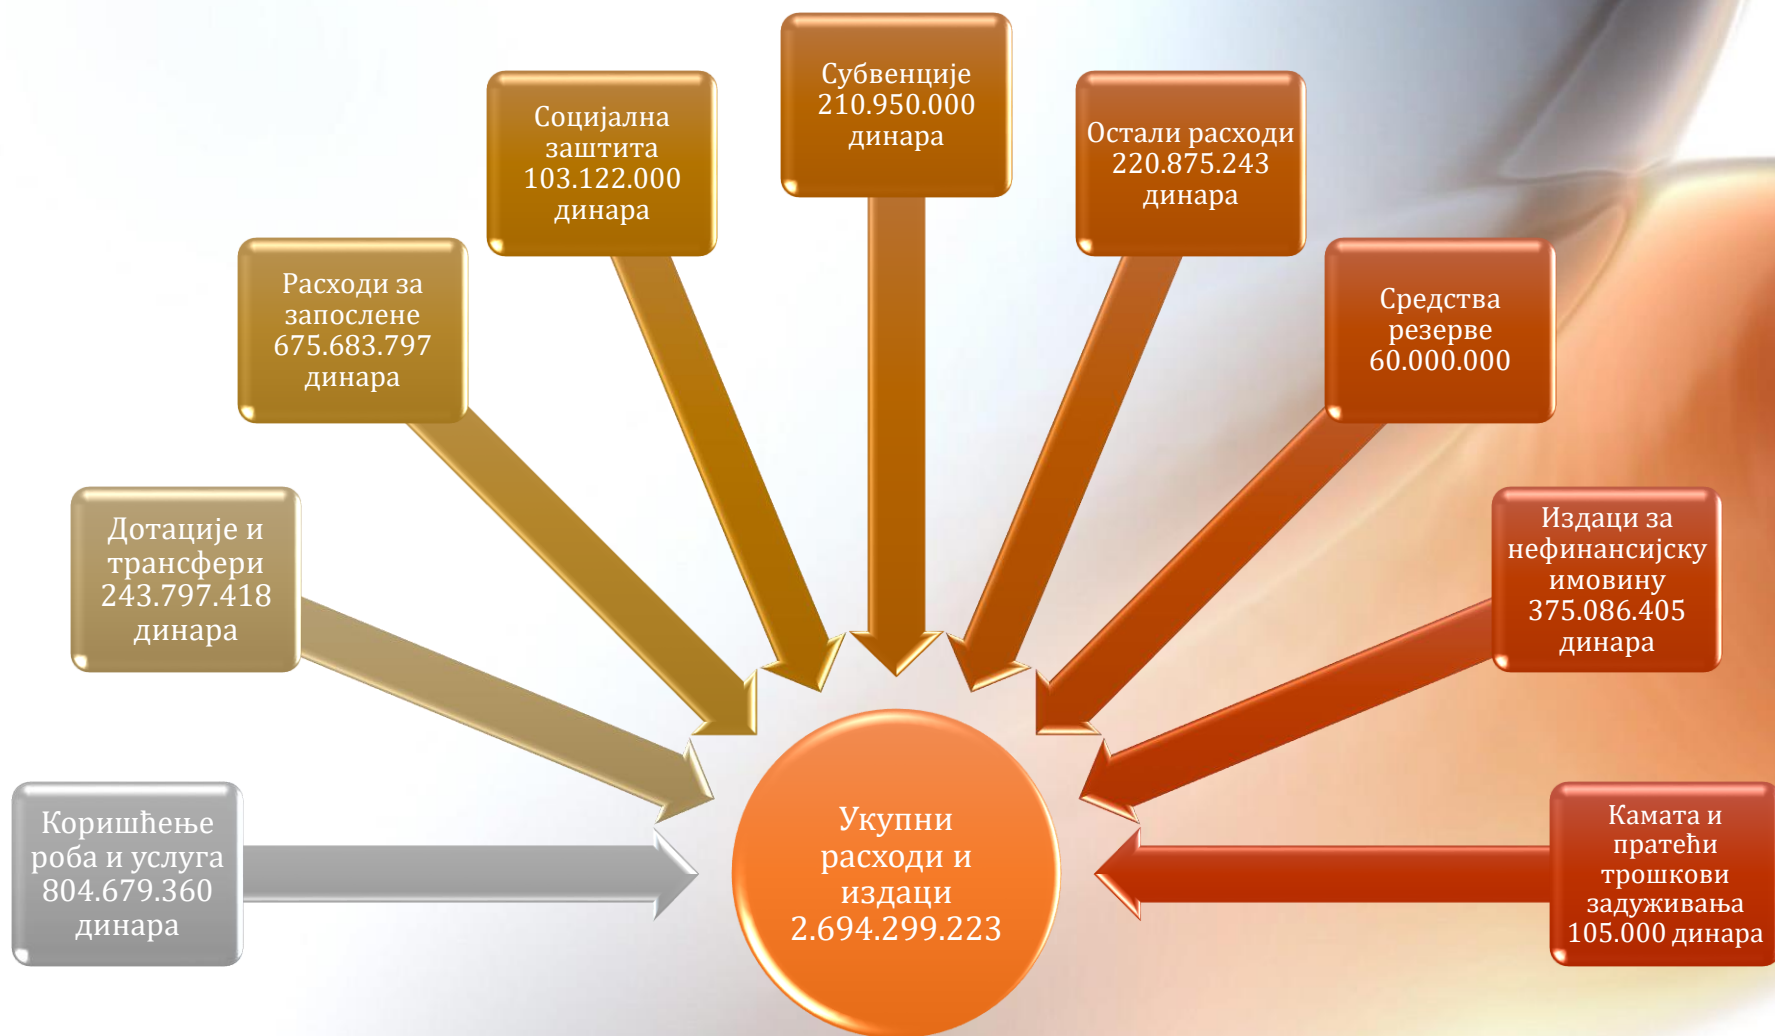 Субвенције
210.950.000
динара
Социјална
заштита
103.122.000
динара
Остали расходи
220.875.243
динара
Расходи за
запослене
675.683.797
динара
Средства
резерве
60.000.000
Дотације и
трансфери
243.797.418
динара
Издаци за
нефинансијску
имовину
375.086.405
динара
Коришћење
роба и услуга
804.679.360
динара
Укупни
расходи и
издаци
2.694.299.223
Камата и
пратећи
трошкови
задуживања
105.000 динара